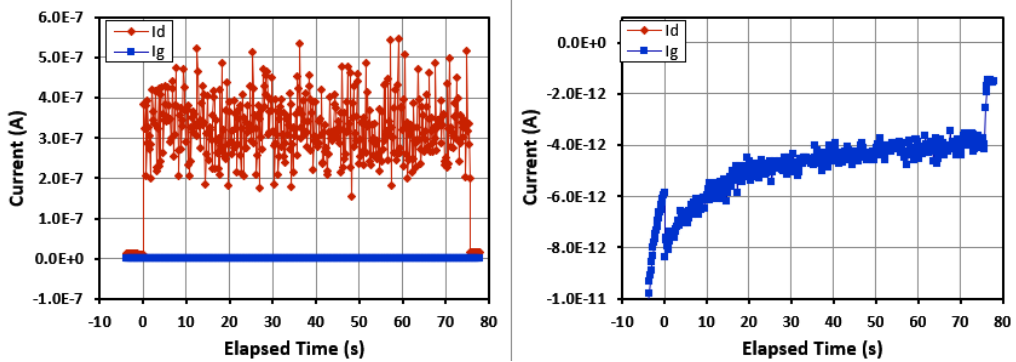 6.0E-7
5.0E-7
4.0E-7
3.0E-7
2.0E-7
1.0E-7
0.0E+0
-1.0E-7
Current (A)
Id
Ig
-10 0 10 20 30 40 50 60 70 80
Elapsed Time (s)
0.0E+0
-2.0E-12
-4.0E-12
-6.0E-12
-8.0E-12
-1.0E-11
Current (A)
Id
Ig
-10 0 10 20 30 40 50 60 70 80
Elapsed Time (s)